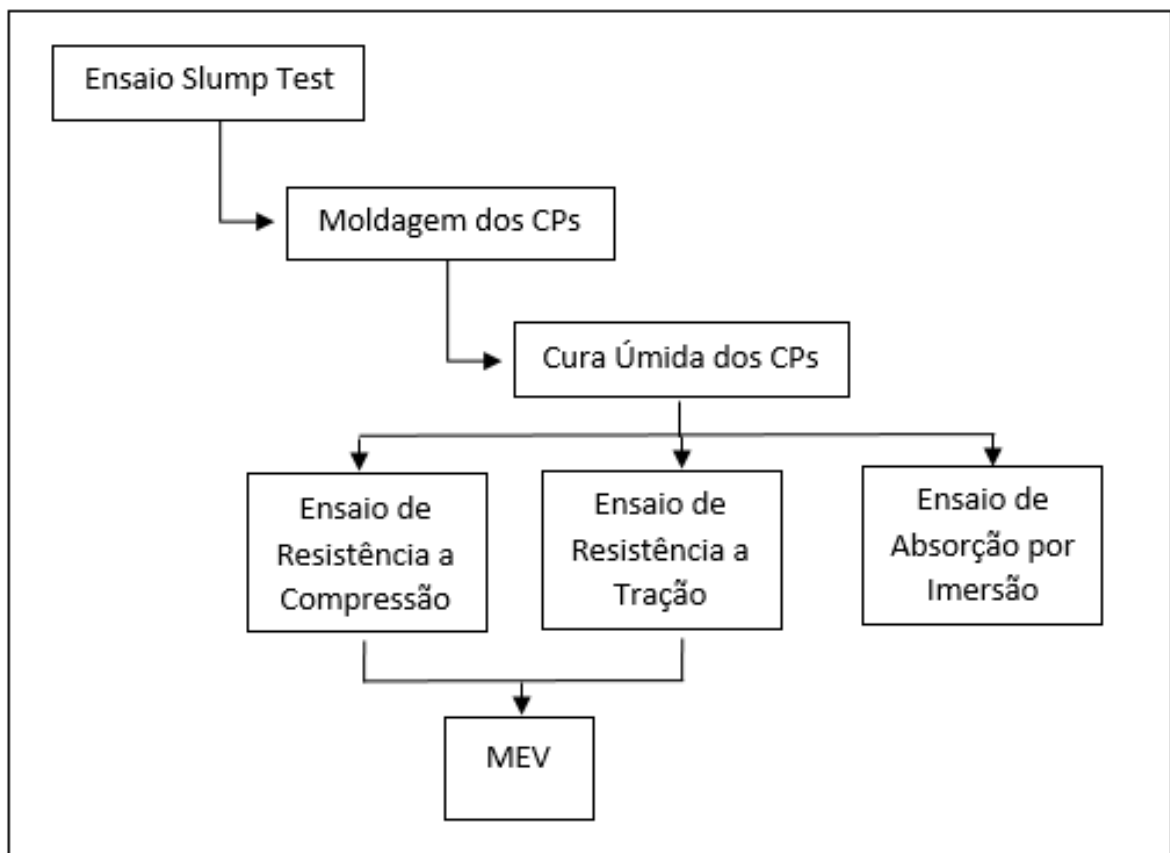 Ensaio Slump Test
Moldagem dos CPs
Cura Úmida dos CPs
Ensaio de
Resistência a
Compressão
Ensaio de
Resistência a
Tração
Ensaio de
Absorção por
Imersão
MEV